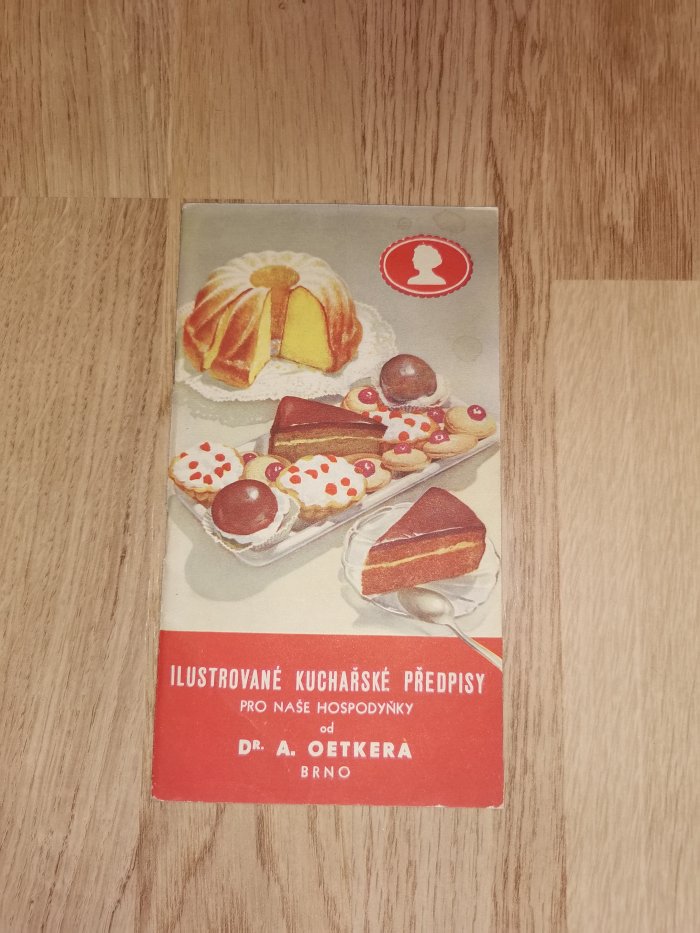 ILUSTROVANÉ KUCHAŘSKÉ PŘEDPISY
PRO NAŠE HOSPODYŇKY
od
DR. A. OETKERA
BRNO